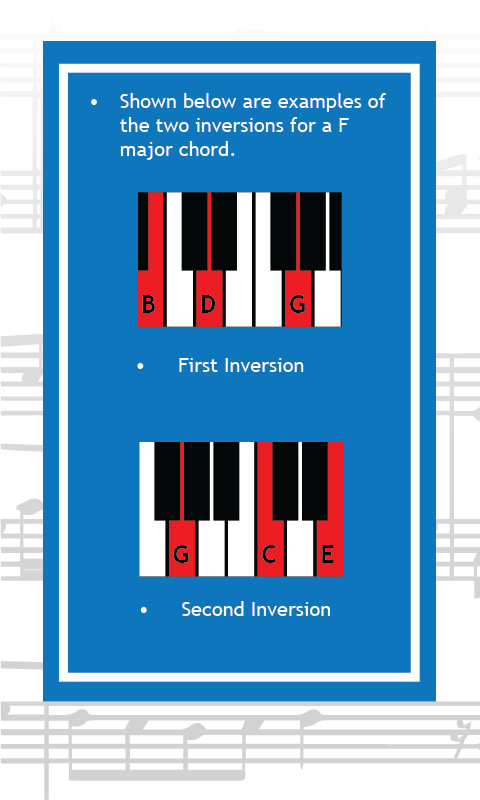 • Shown below are examples of
the two inversions for a F
major chord.
B D G
• First Inversion
G C E
• Second Inversion